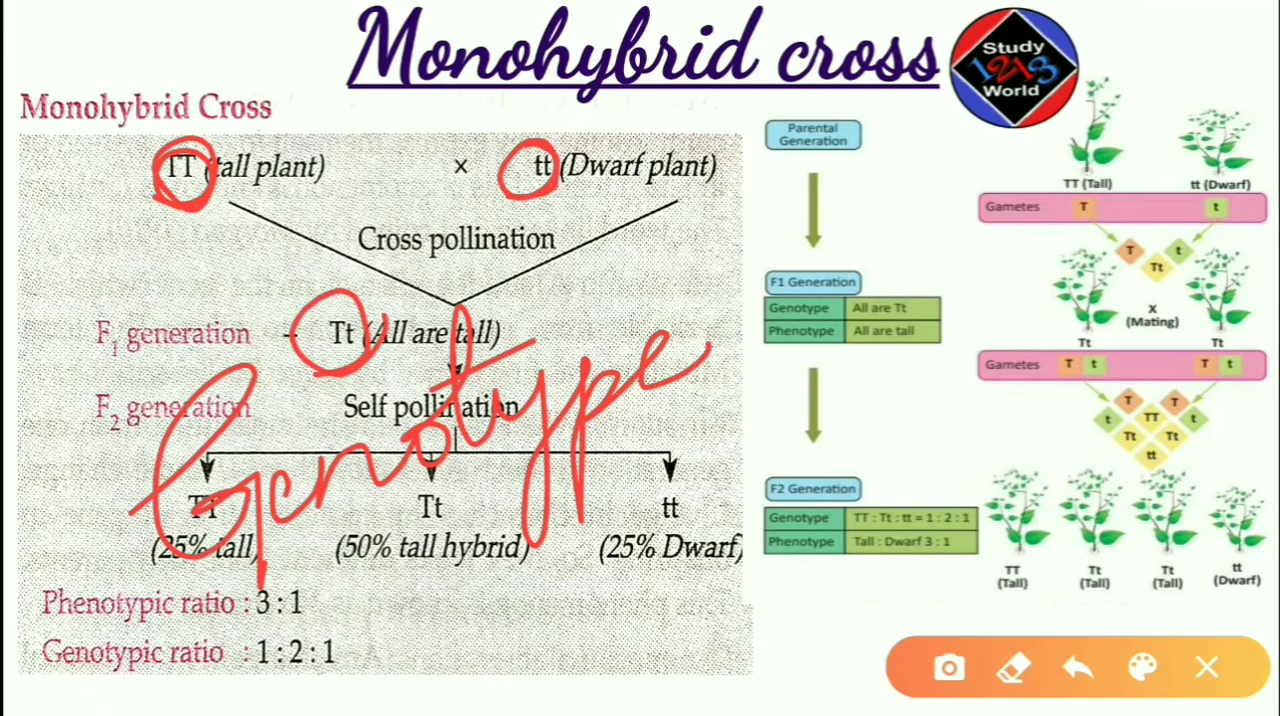 Monohybrid cross
Study
1213
World
Monohybrid Cross
TT (tall plant) × tt (Dwarf plant)
Cross pollination
F₁ generation - Tt (All are tall)
F₂ generation Self pollination
Genotype
TT Tt tt
(25% tall) (50% tall hybrid) (25% Dwarf)
Phenotypic ratio : 3 : 1
Genotypic ratio : 1 : 2 : 1
Parental
Generation
TT (Tall) tt (Dwarf)
Gametes T t
T t
Tt
F1 Generation
Genotype All are Tt
Phenotype All are tall
X
(Mating)
Tt Tt
Gametes T t T t
T T
t TT t
Tt Tt
tt
F2 Generation
Genotype TT : Tt : tt = 1 : 2 : 1
Phenotype Tall : Dwarf 3 : 1
TT Tt Tt tt
(Tall) (Tall) (Tall) (Dwarf)